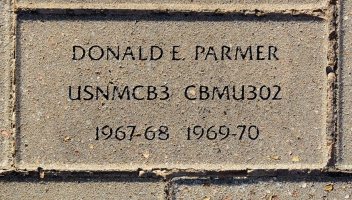 DONALD E. PARMER
USNMCB3 CBMU302
1967-68 1969-70